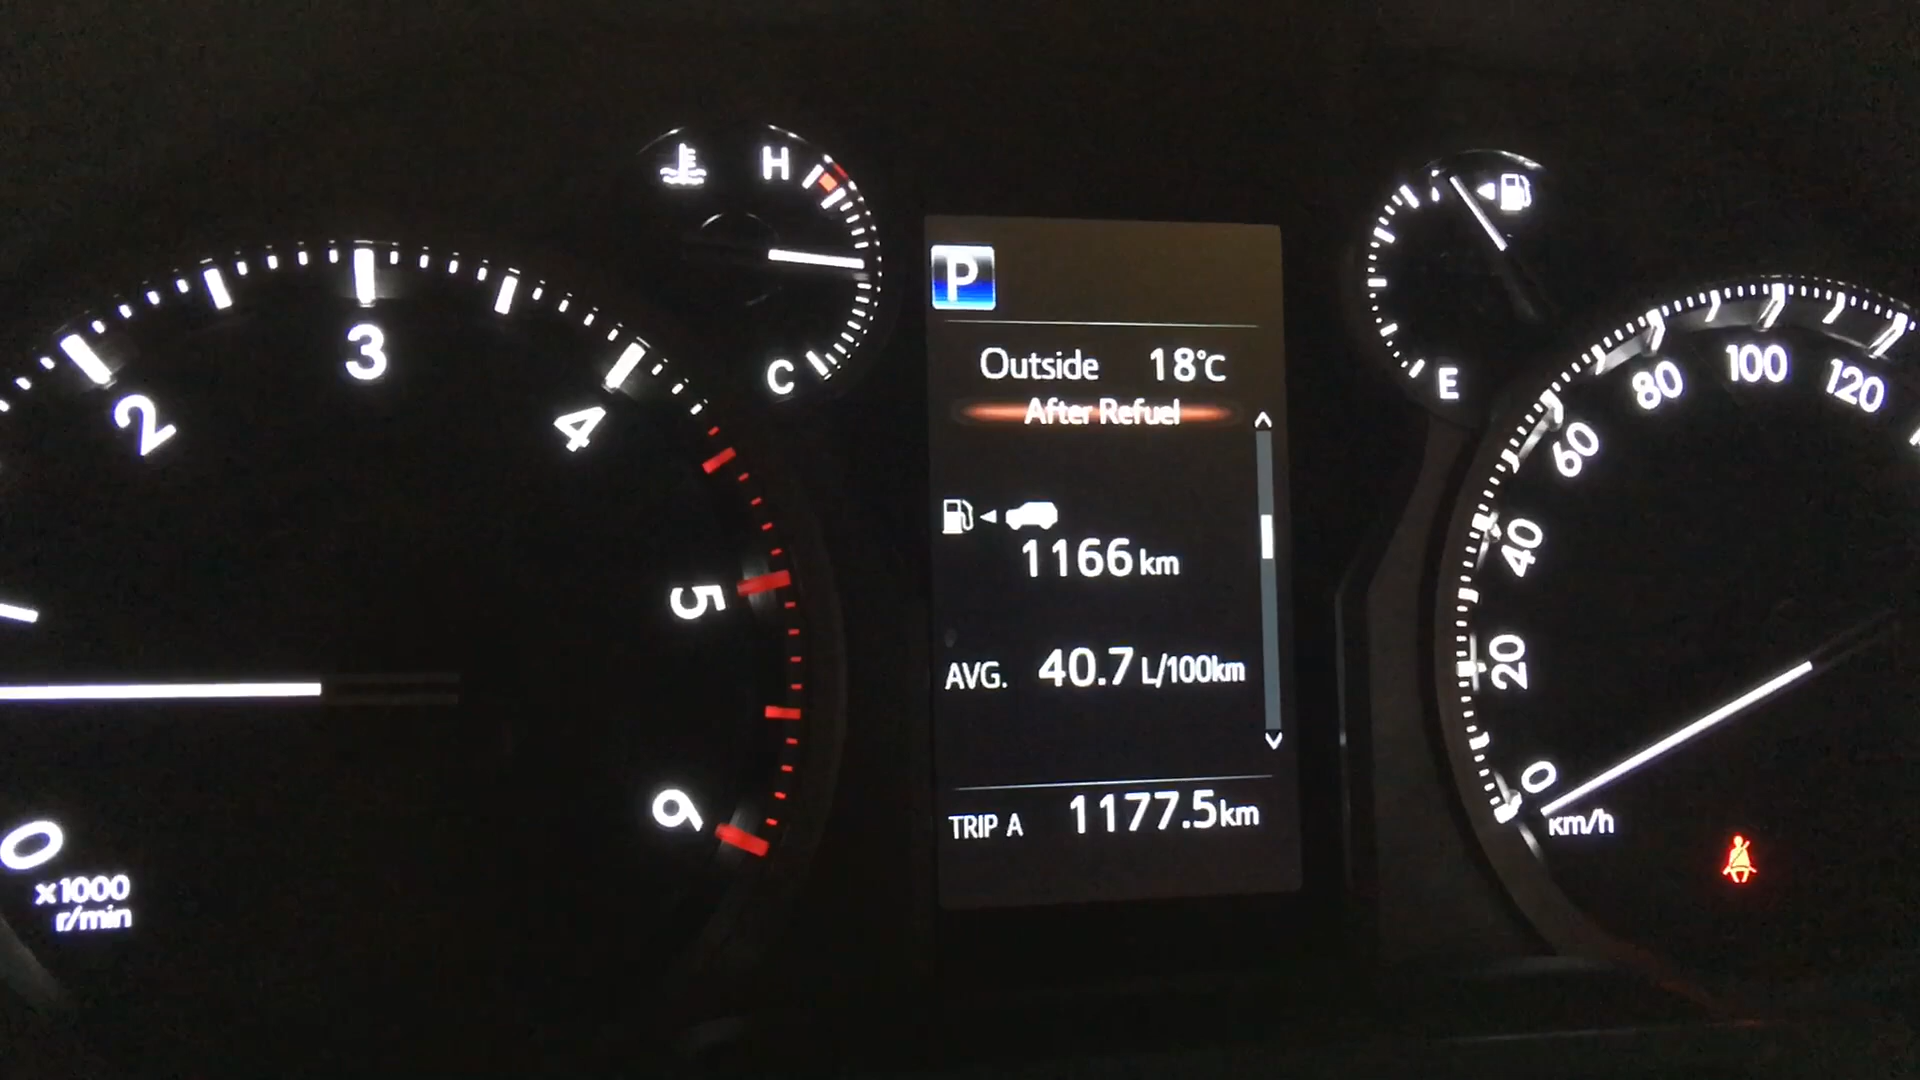 H
C
2
3
4
5
6
0
x1000
r/min
P
Outside 18°C
After Refuel
1166 km
AVG. 40.7 L/100km
TRIP A 1177.5 km
E
0
20
40
60
80
100
120
km/h